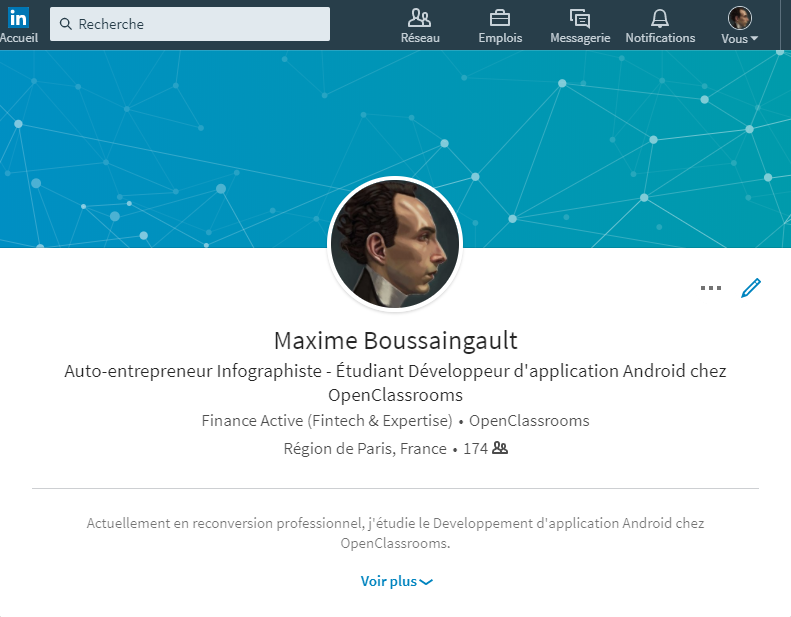 in
Recherche
Accueil
Réseau
Emplois
Messagerie
Notifications
Vous
Maxime Boussaingault
Auto-entrepreneur Infographiste - Étudiant Développeur d'application Android chez
OpenClassrooms
Finance Active (Fintech & Expertise) • OpenClassrooms
Région de Paris, France • 174
Actuellement en reconversion professionnel, j'étudie le Developpement d'application Android chez
OpenClassrooms.
Voir plus